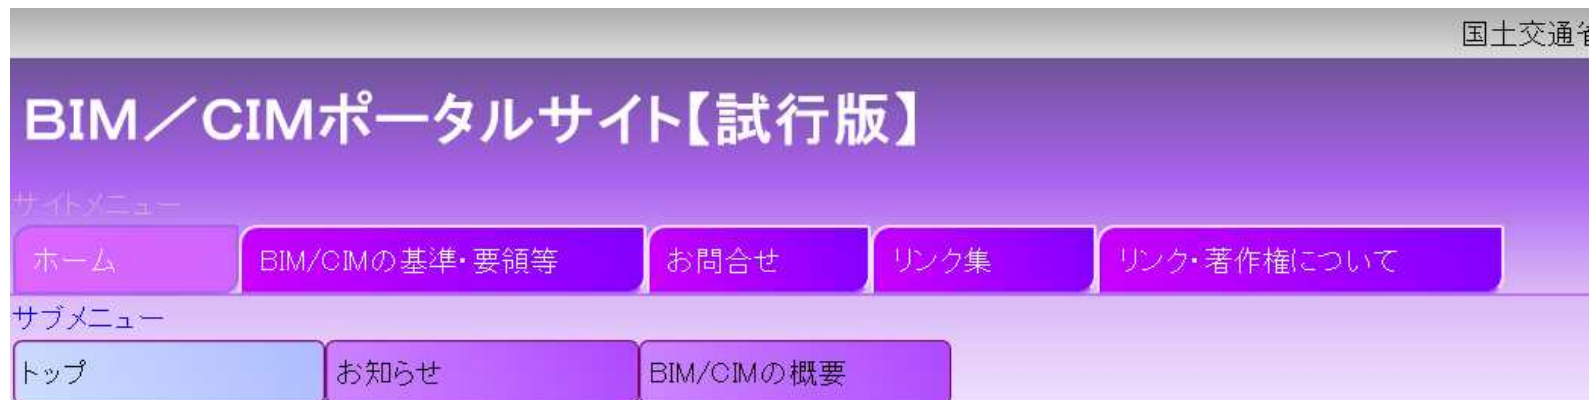 国土交通省
BIM／CIMポータルサイト【試行版】
サイトメニュー
ホーム BIM/CIMの基準・要領等 お問合せ リンク集 リンク・著作権について
サブメニュー
トップ お知らせ BIM/CIMの概要